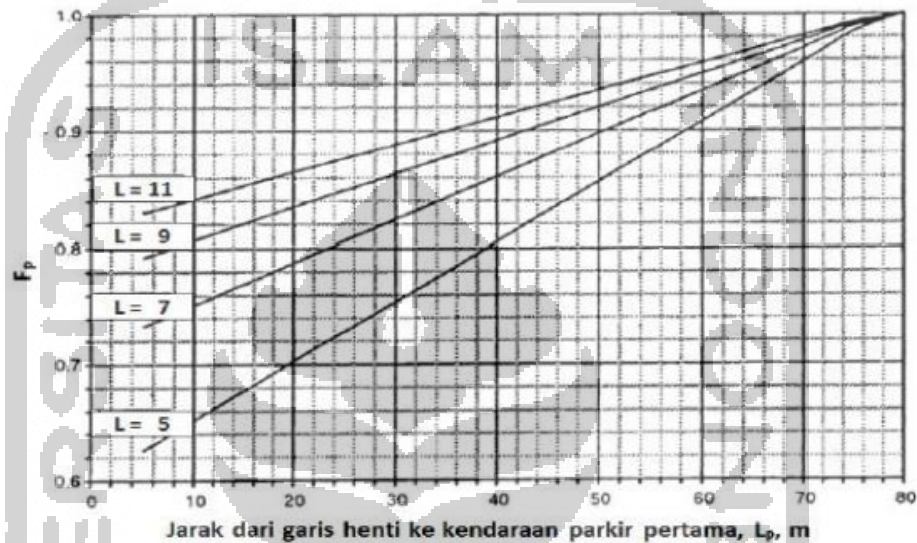 1.0
0.9
0.8
0.7
0.6
Fp
L = 11
L = 9
L = 7
L = 5
0 10 20 30 40 50 60 70 80
Jarak dari garis henti ke kendaraan parkir pertama, Lp, m
ISLAM